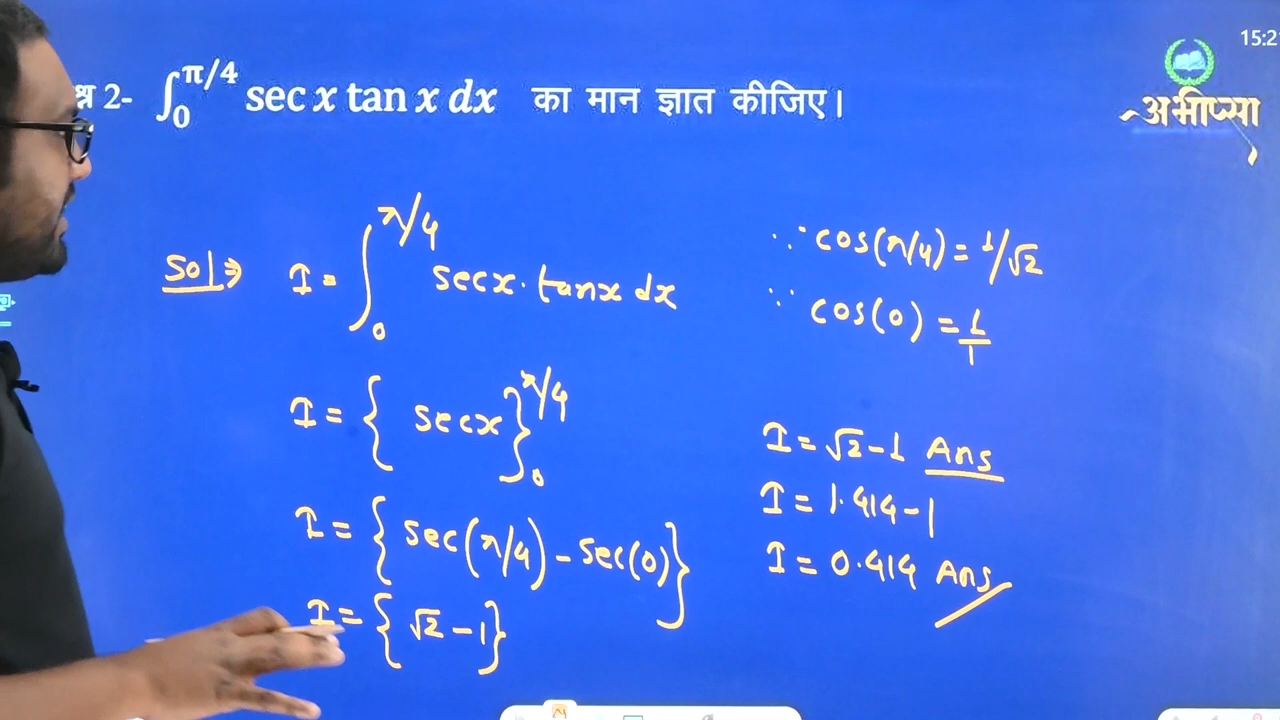 श्न 2- ∫₀^π/4 sec x tan x dx का मान ज्ञात कीजिए।
15:2
अभीप्सा
Sol ⇒ I = ∫₀^π/4 secx·tanx dx
I = { secx }₀^π/4
I = { sec(π/4) - sec(0) }
I = { √2 - 1 }
∵ cos(π/4) = 1/√2
∵ cos(0) = 1/1
I = √2 - 1 Ans
I = 1.414 - 1
I = 0.414 Ans